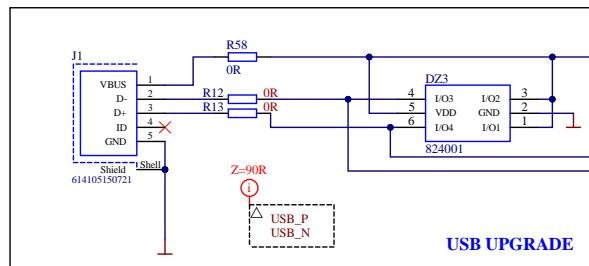 R58
J1
0R
VBUS 1
D- 2 R12 0R
D+ 3 R13 0R
ID 4
GND 5
Shield Shell
614105150721
DZ3
4 I/O3 I/O2 3
5 VDD GND 2
6 I/O4 I/O1 1
824001
Z=90R
i
USB_P
USB_N
USB UPGRADE